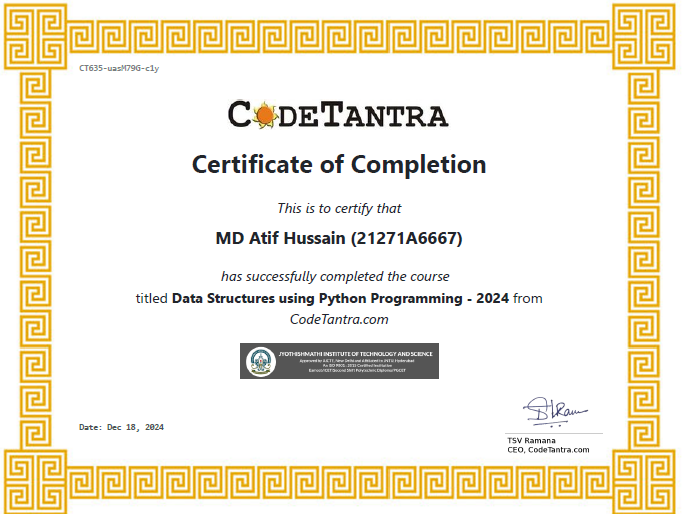 CT635-uasM79G-c1y
CODETANTRA
Certificate of Completion
This is to certify that
MD Atif Hussain (21271A6667)
has successfully completed the course
titled Data Structures using Python Programming - 2024 from
CodeTantra.com
JYOTHISHMATHI INSTITUTE OF TECHNOLOGY AND SCIENCE
Approved by AICTE, New Delhi and Affiliated to JNTU, Hyderabad
An ISO 9001 : 2015 Certified Institution
Date: Dec 18, 2024
TSV Ramana
CEO, CodeTantra.com